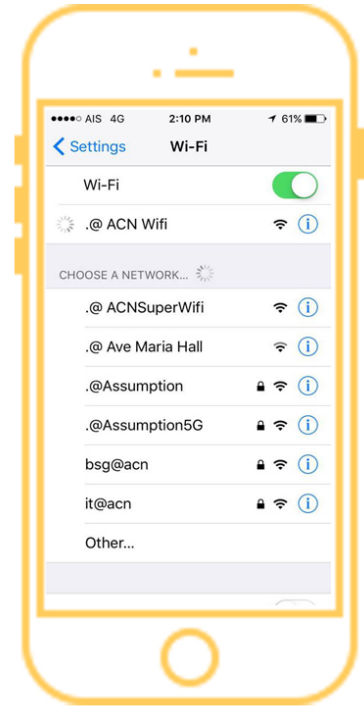 AIS 4G 2:10 PM 61%
Settings Wi-Fi
Wi-Fi
.@ ACN Wifi
CHOOSE A NETWORK...
.@ ACNSuperWifi
.@ Ave Maria Hall
.@Assumption
.@Assumption5G
bsg@acn
it@acn
Other...